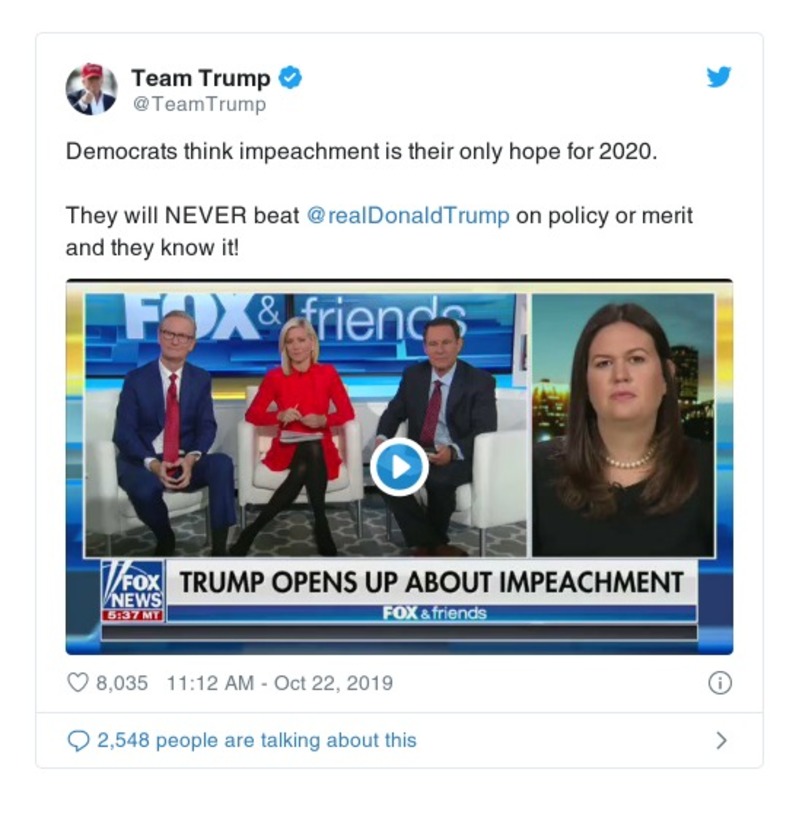 Team Trump
@TeamTrump
Democrats think impeachment is their only hope for 2020.
They will NEVER beat @realDonaldTrump on policy or merit
and they know it!
FOX & friends
FOX
NEWS
5:37 MT
TRUMP OPENS UP ABOUT IMPEACHMENT
FOX & friends
8,035 11:12 AM - Oct 22, 2019
2,548 people are talking about this